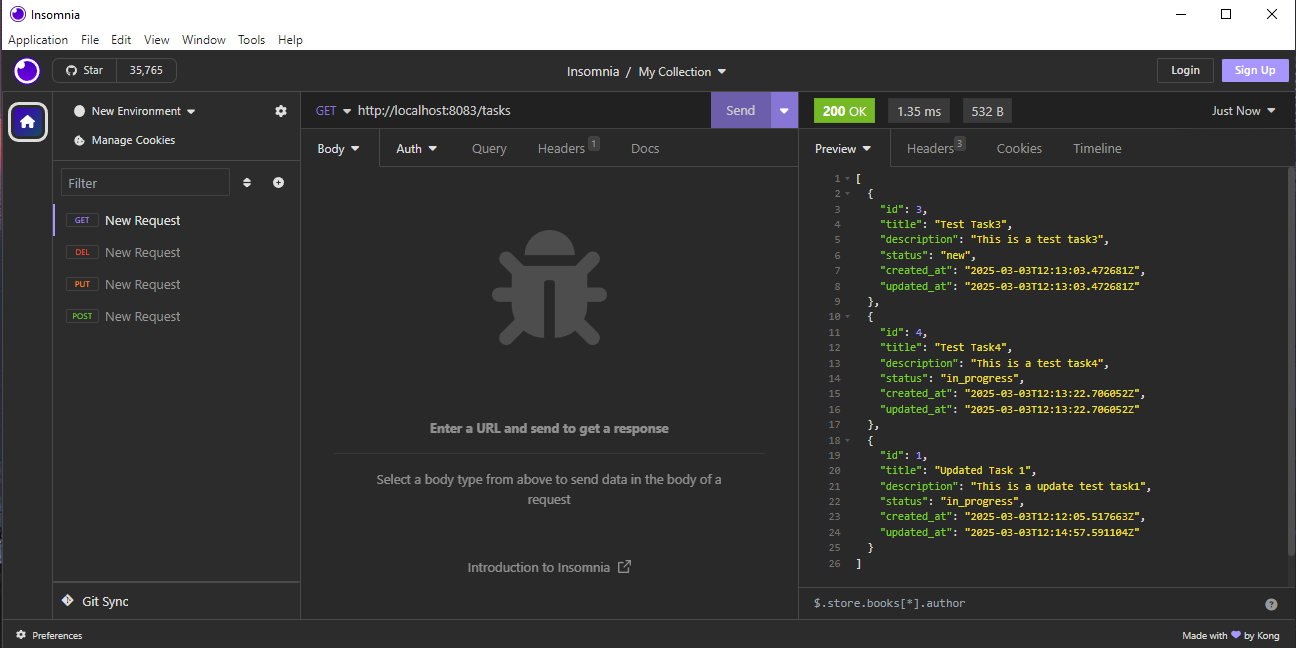 Insomnia
Application File Edit View Window Tools Help
Star 35,765
Insomnia / My Collection
Login Sign Up
New Environment
Manage Cookies
Filter
GET New Request
DEL New Request
PUT New Request
POST New Request
Git Sync
GET http://localhost:8083/tasks Send
Body Auth Query Headers 1 Docs
Enter a URL and send to get a response
Select a body type from above to send data in the body of a
request
Introduction to Insomnia
200 OK 1.35 ms 532 B Just Now
Preview Headers 3 Cookies Timeline
1 [
2 {
3 "id": 3,
4 "title": "Test Task3",
5 "description": "This is a test task3",
6 "status": "new",
7 "created_at": "2025-03-03T12:13:03.472681Z",
8 "updated_at": "2025-03-03T12:13:03.472681Z"
9 },
10 {
11 "id": 4,
12 "title": "Test Task4",
13 "description": "This is a test task4",
14 "status": "in_progress",
15 "created_at": "2025-03-03T12:13:22.706052Z",
16 "updated_at": "2025-03-03T12:13:22.706052Z"
17 },
18 {
19 "id": 1,
20 "title": "Updated Task 1",
21 "description": "This is a update test task1",
22 "status": "in_progress",
23 "created_at": "2025-03-03T12:12:05.517663Z",
24 "updated_at": "2025-03-03T12:14:57.591104Z"
25 }
26 ]
$.store.books[*].author
Preferences
Made with 💜 by Kong